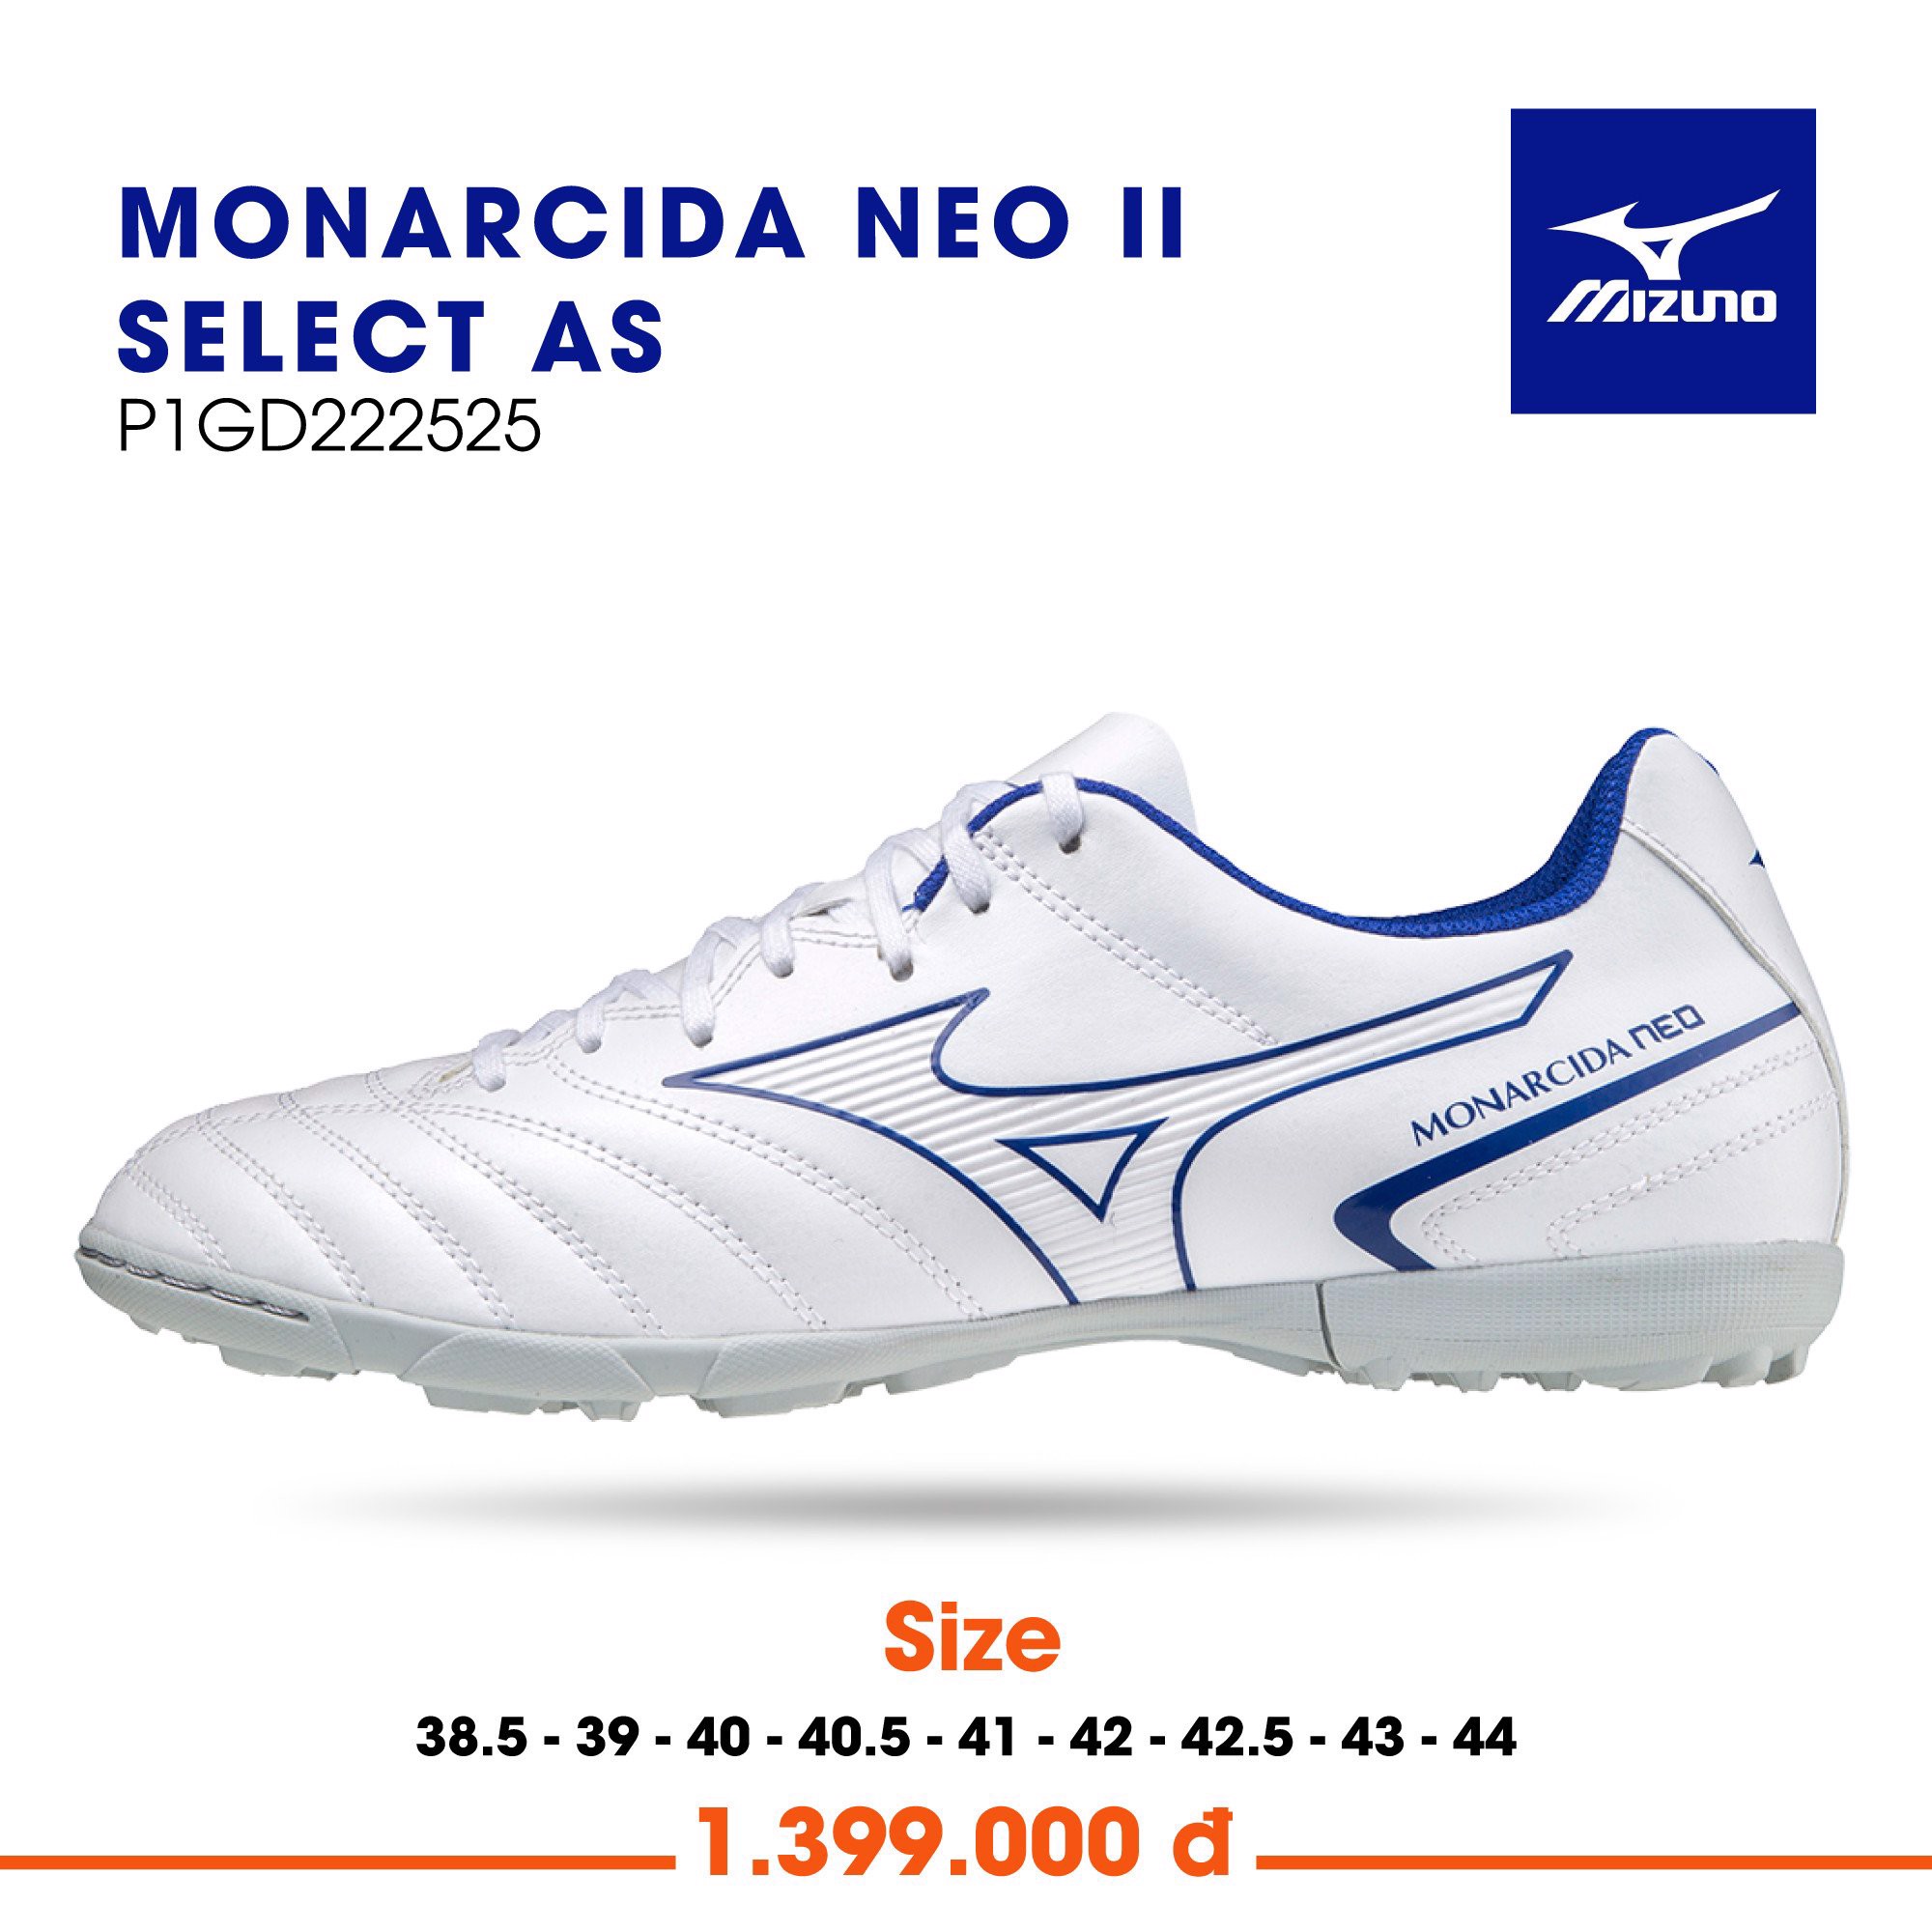 MONARCIDA NEO II
SELECT AS
P1GD222525
MIZUNO
MONARCIDA NEO
Size
38.5 - 39 - 40 - 40.5 - 41 - 42 - 42.5 - 43 - 44
1.399.000 đ